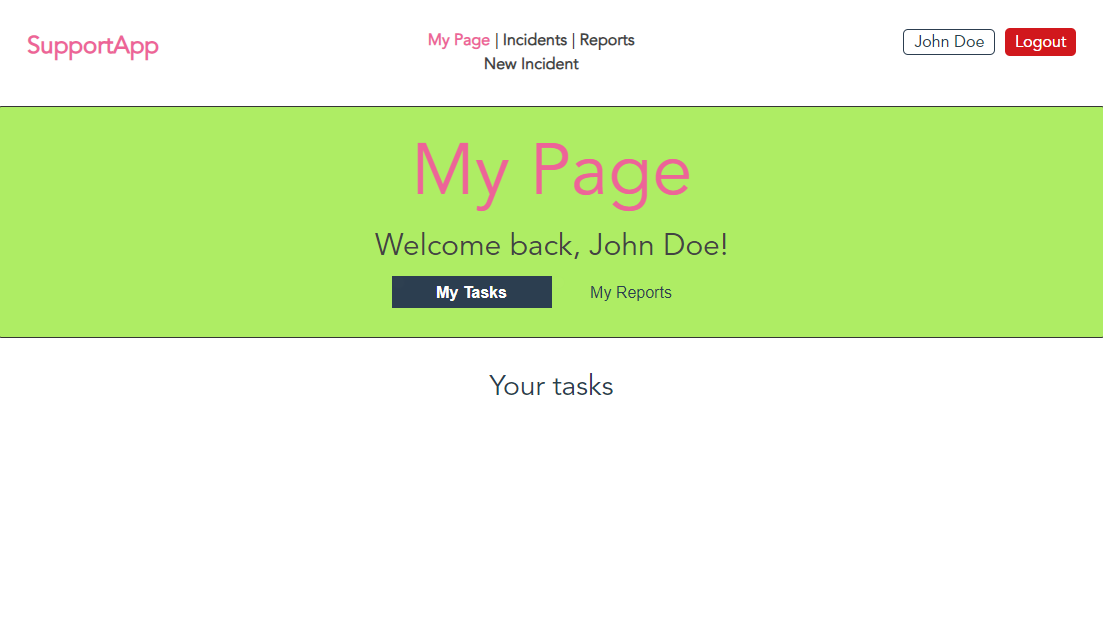 SupportApp
My Page | Incidents | Reports
New Incident
John Doe
Logout
My Page
Welcome back, John Doe!
My Tasks
My Reports
Your tasks